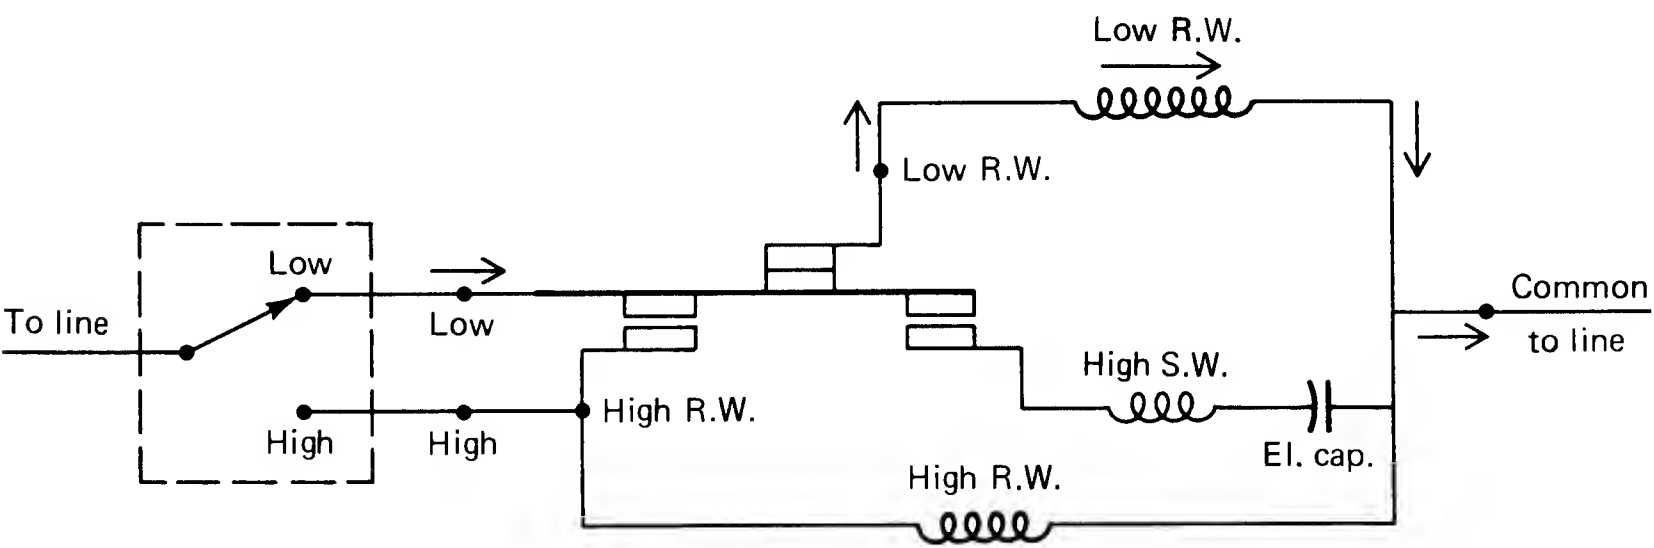 Low R.W.
Low R.W.
Low
To line
Low
Common
to line
High S.W.
High
High
High R.W.
El. cap.
High R.W.